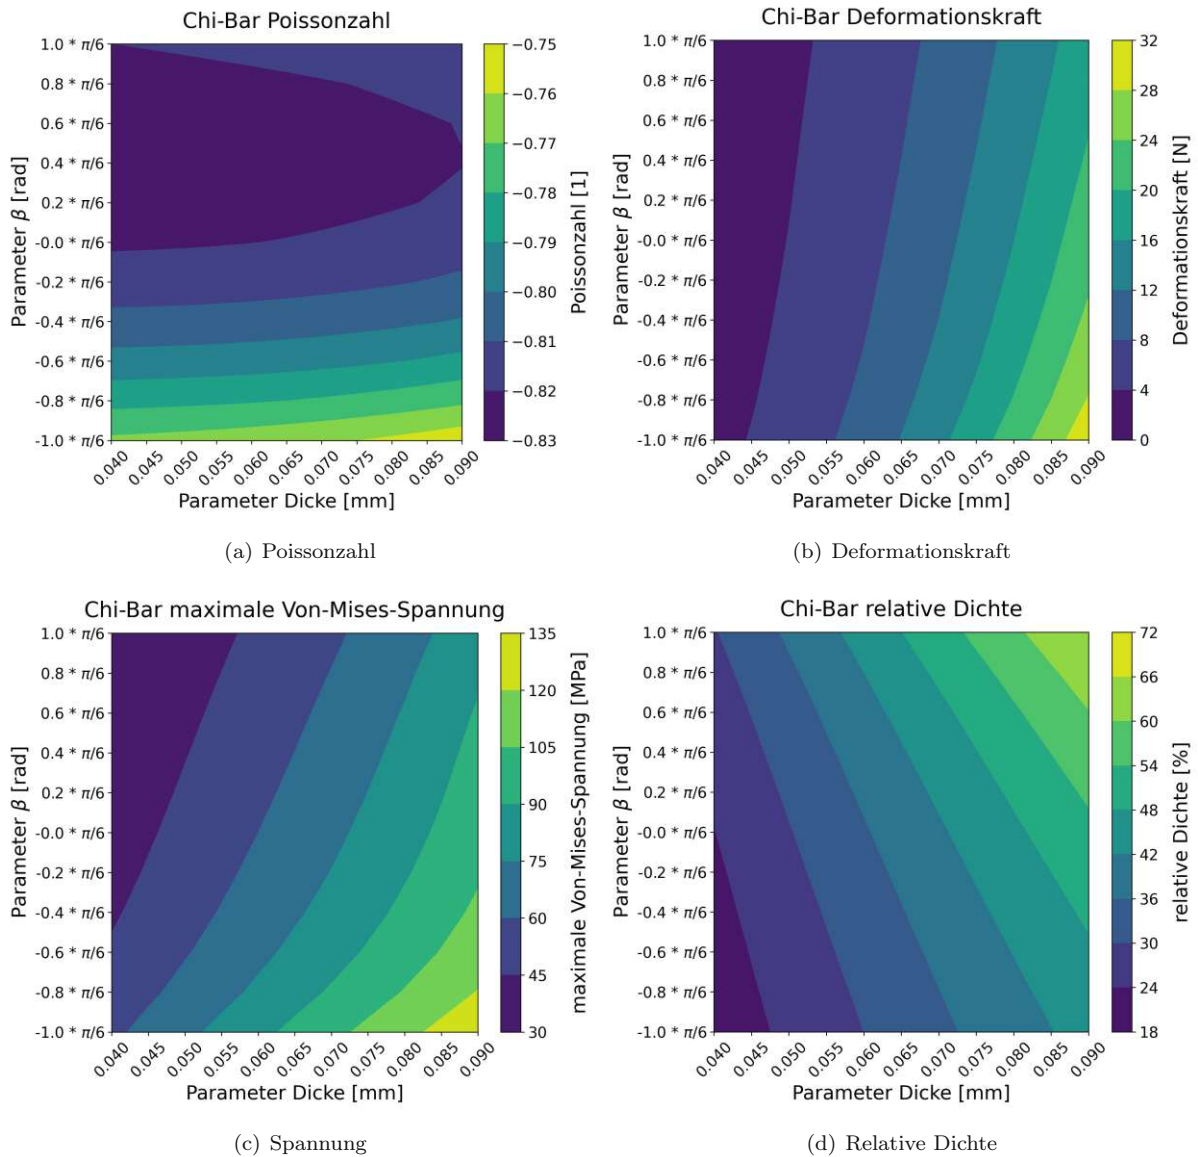 Chi-Bar Poissonzahl
1.0 * π/6
0.8 * π/6
0.6 * π/6
0.4 * π/6
0.2 * π/6
-0.0 * π/6
-0.2 * π/6
-0.4 * π/6
-0.6 * π/6
-0.8 * π/6
-1.0 * π/6
Parameter β [rad]
0.040
0.045
0.050
0.055
0.060
0.065
0.070
0.075
0.080
0.085
0.090
Parameter Dicke [mm]
−0.75
−0.76
−0.77
−0.78
−0.79
−0.80
−0.81
−0.82
−0.83
Poissonzahl [1]
(a) Poissonzahl
Chi-Bar Deformationskraft
1.0 * π/6
0.8 * π/6
0.6 * π/6
0.4 * π/6
0.2 * π/6
-0.0 * π/6
-0.2 * π/6
-0.4 * π/6
-0.6 * π/6
-0.8 * π/6
-1.0 * π/6
Parameter β [rad]
0.040
0.045
0.050
0.055
0.060
0.065
0.070
0.075
0.080
0.085
0.090
Parameter Dicke [mm]
32
28
24
20
16
12
8
4
0
Deformationskraft [N]
(b) Deformationskraft
Chi-Bar maximale Von-Mises-Spannung
1.0 * π/6
0.8 * π/6
0.6 * π/6
0.4 * π/6
0.2 * π/6
-0.0 * π/6
-0.2 * π/6
-0.4 * π/6
-0.6 * π/6
-0.8 * π/6
-1.0 * π/6
Parameter β [rad]
0.040
0.045
0.050
0.055
0.060
0.065
0.070
0.075
0.080
0.085
0.090
Parameter Dicke [mm]
135
120
105
90
75
60
45
30
maximale Von-Mises-Spannung [MPa]
(c) Spannung
Chi-Bar relative Dichte
1.0 * π/6
0.8 * π/6
0.6 * π/6
0.4 * π/6
0.2 * π/6
-0.0 * π/6
-0.2 * π/6
-0.4 * π/6
-0.6 * π/6
-0.8 * π/6
-1.0 * π/6
Parameter β [rad]
0.040
0.045
0.050
0.055
0.060
0.065
0.070
0.075
0.080
0.085
0.090
Parameter Dicke [mm]
72
66
60
54
48
42
36
30
24
18
relative Dichte [%]
(d) Relative Dichte